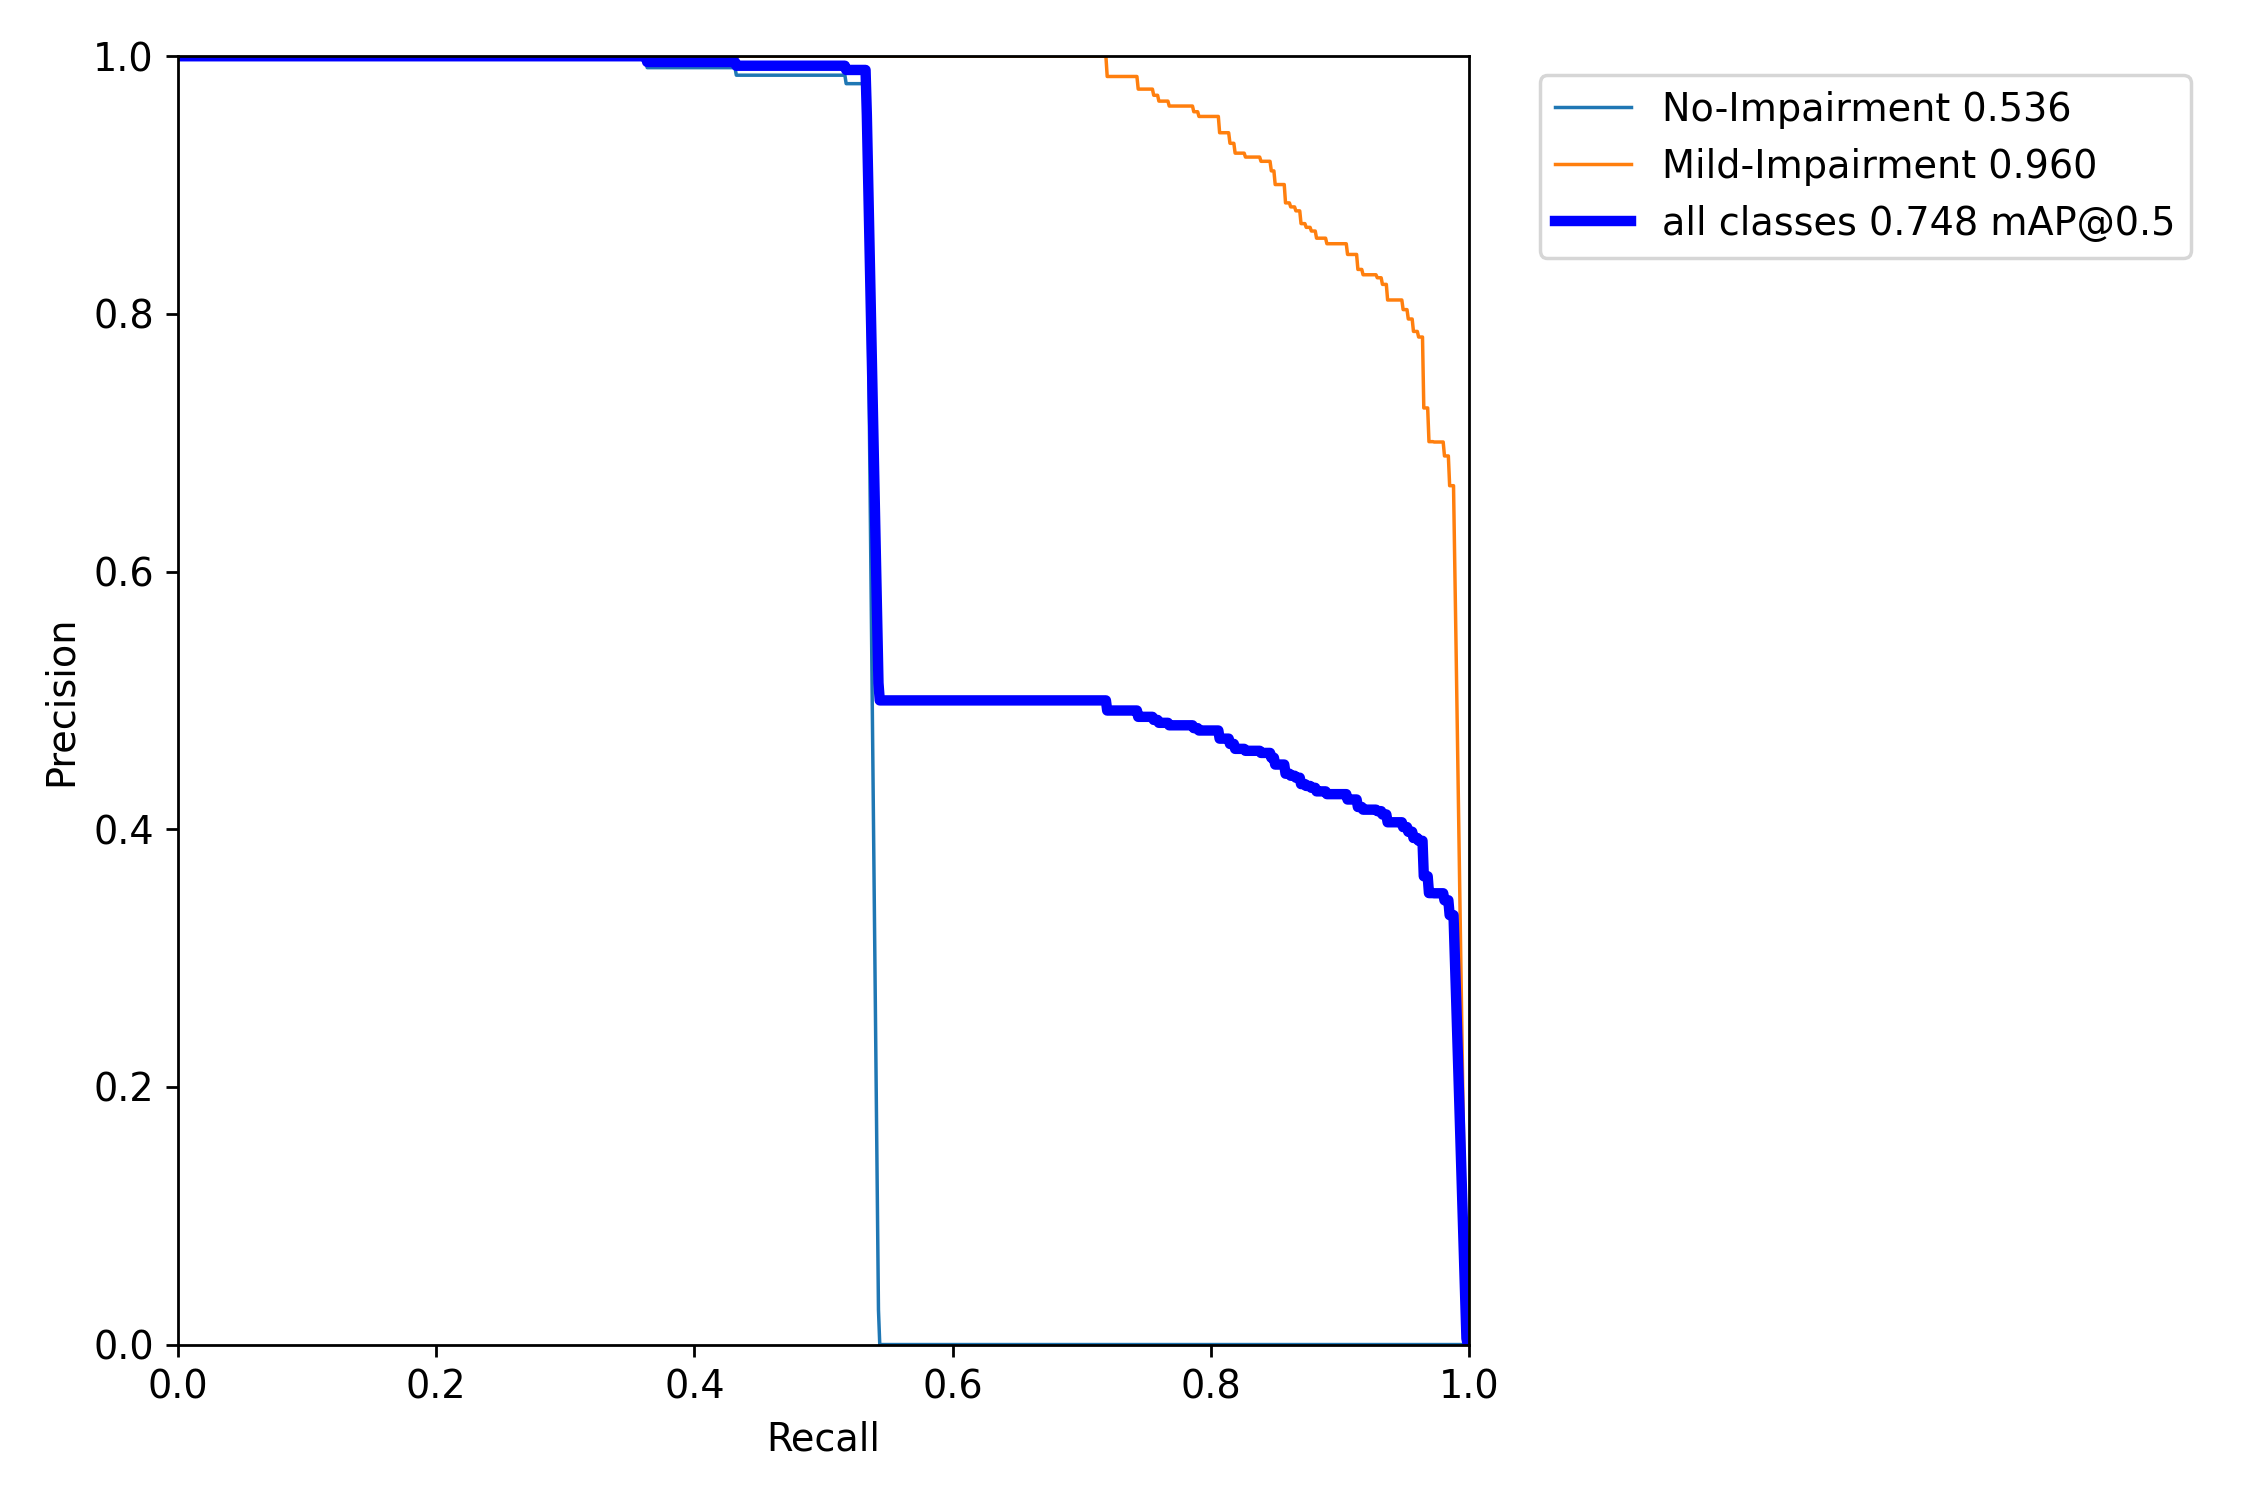 1.0
0.8
0.6
0.4
0.2
0.0
Precision
0.0 0.2 0.4 0.6 0.8 1.0
Recall
No-Impairment 0.536
Mild-Impairment 0.960
all classes 0.748 mAP@0.5